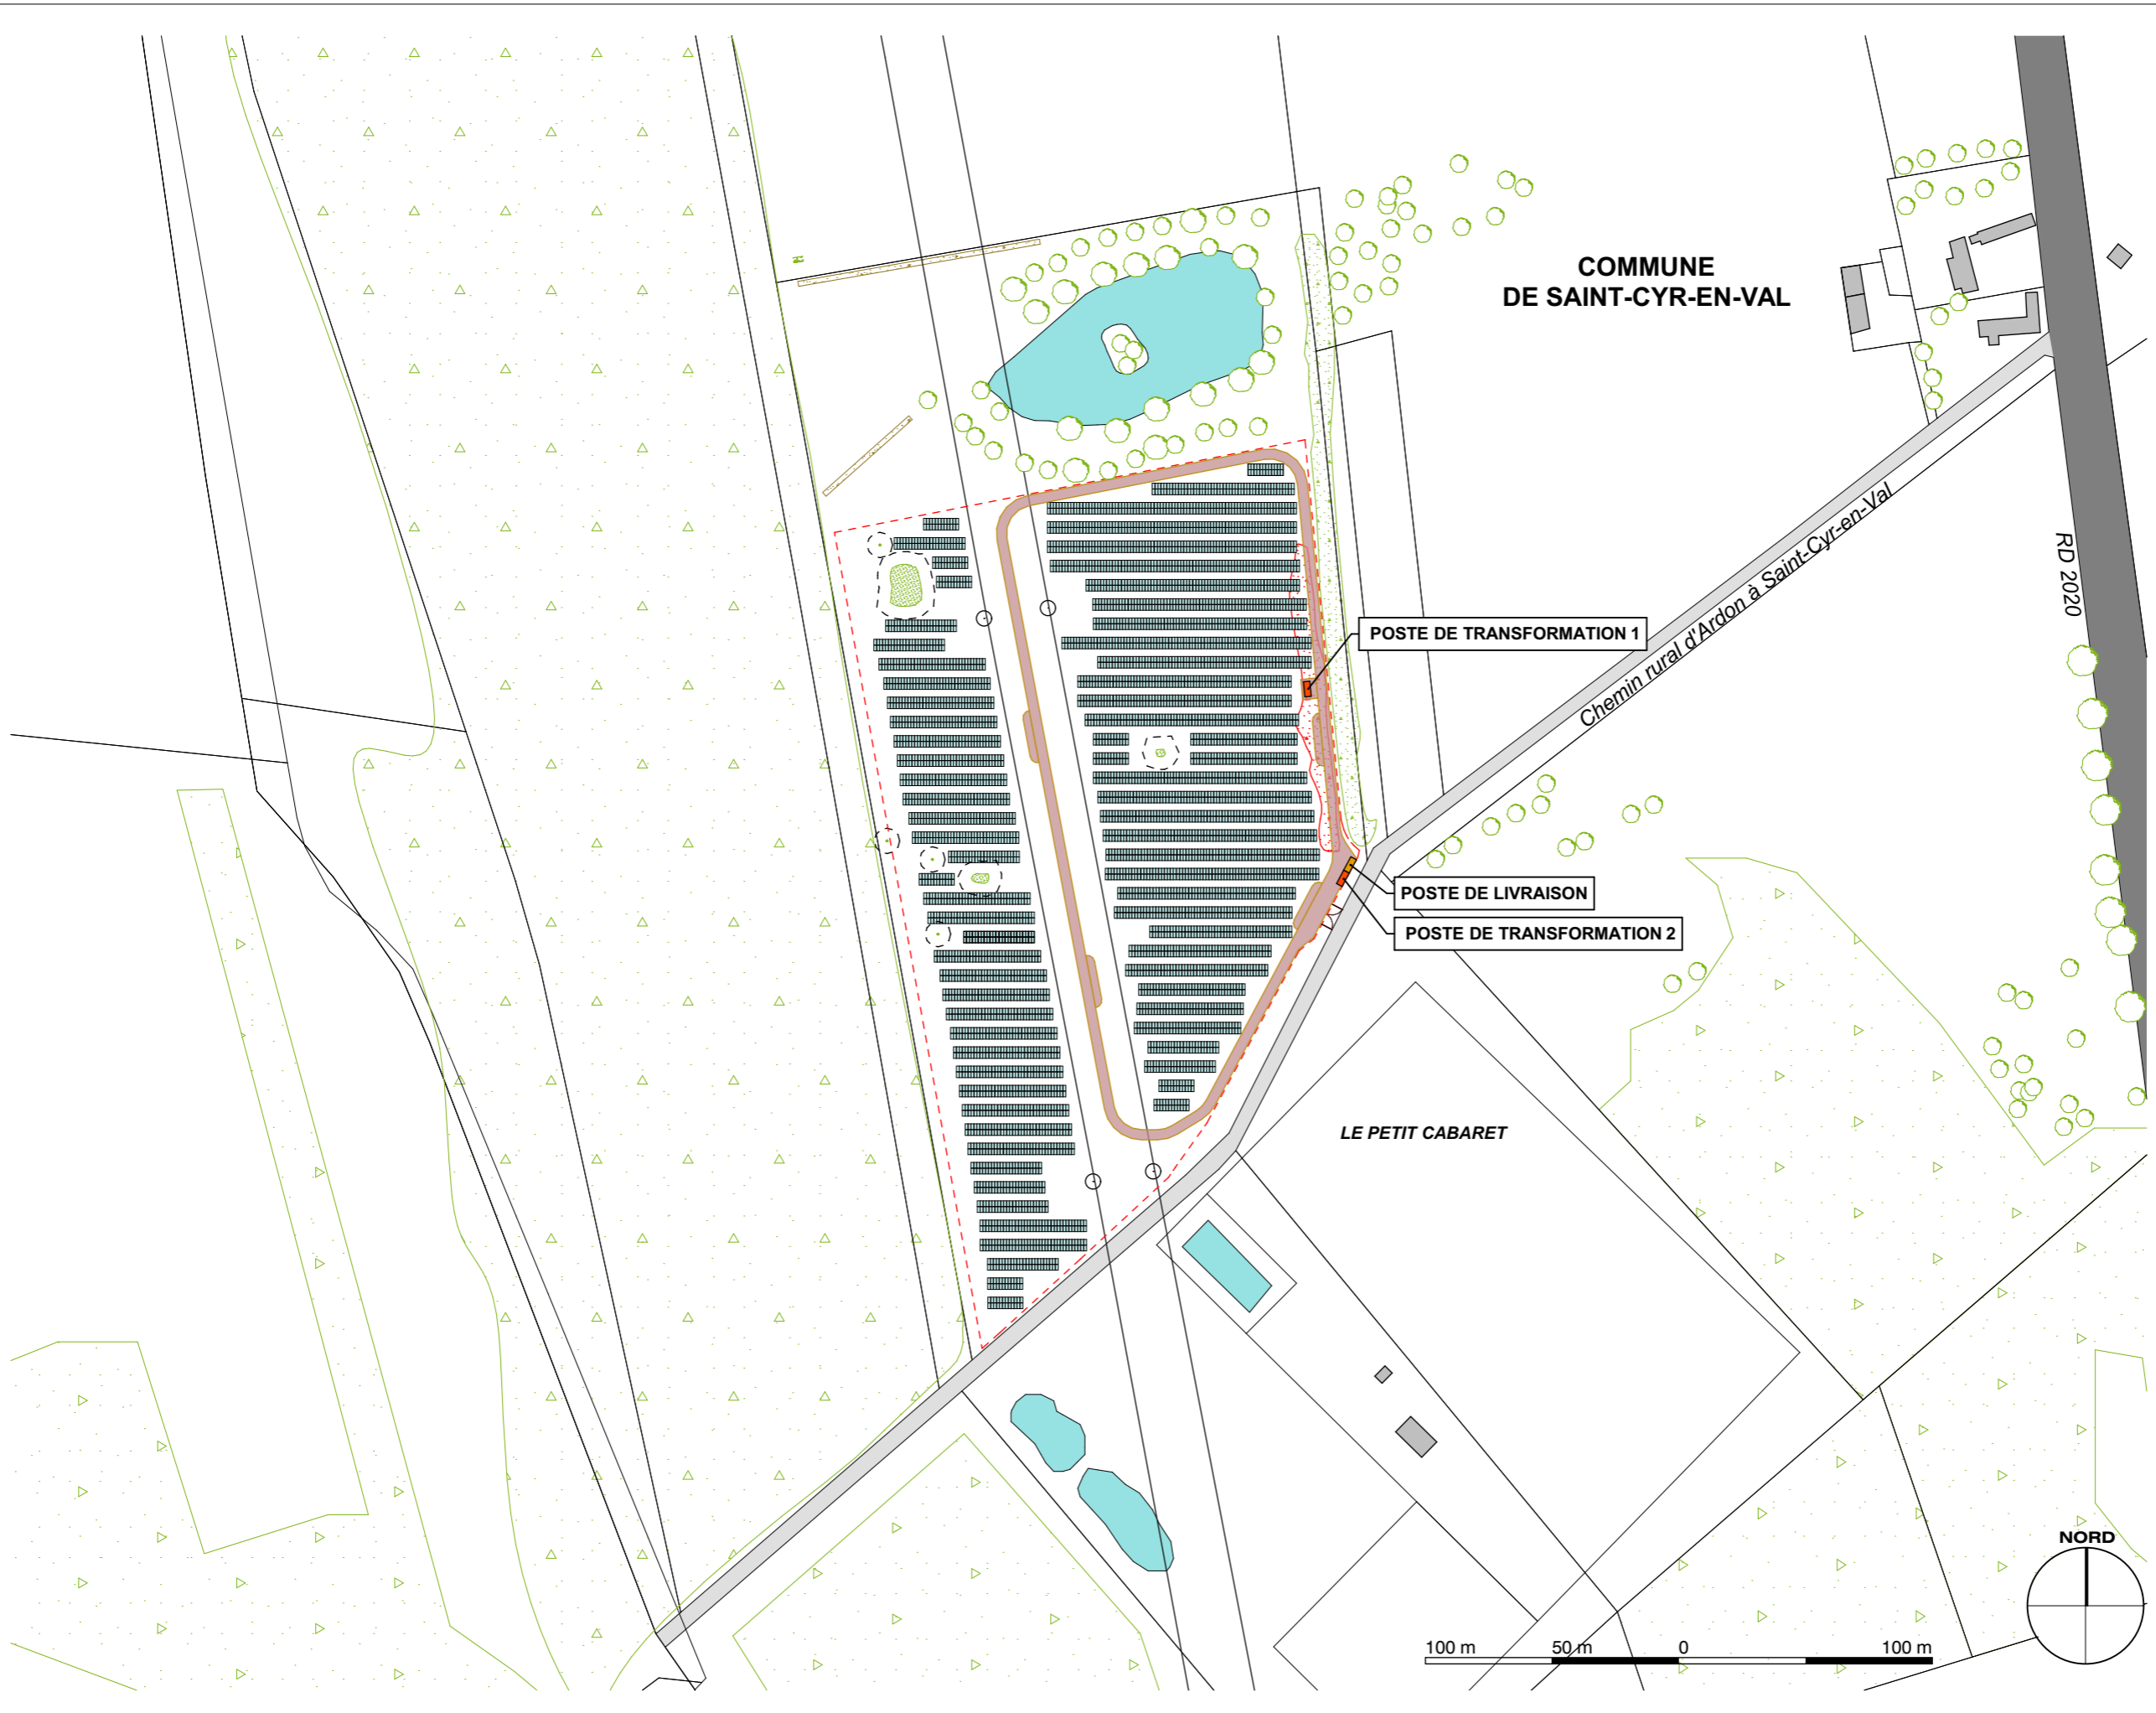 COMMUNE
DE SAINT-CYR-EN-VAL
Chemin rural d'Ardon à Saint-Cyr-en-Val
RD 2020
POSTE DE TRANSFORMATION 1
POSTE DE LIVRAISON
POSTE DE TRANSFORMATION 2
LE PETIT CABARET
NORD
100 m 50 m 0 100 m